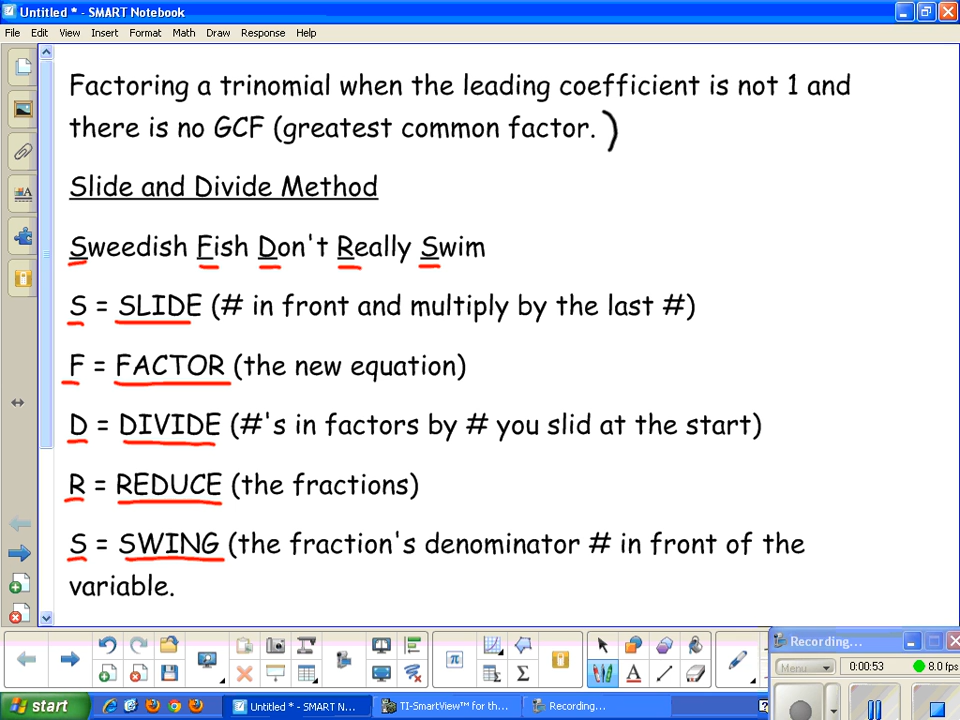 Untitled * - SMART Notebook
File Edit View Insert Format Math Draw Response Help
Factoring a trinomial when the leading coefficient is not 1 and
there is no GCF (greatest common factor. )
Slide and Divide Method
Sweedish Fish Don't Really Swim
S = SLIDE (# in front and multiply by the last #)
F = FACTOR (the new equation)
D = DIVIDE (#'s in factors by # you slid at the start)
R = REDUCE (the fractions)
S = SWING (the fraction's denominator # in front of the
variable.
Recording...
Menu 0:00:53 8.0 fps
start Untitled * - SMART N... TI-SmartView™ for th... Recording...